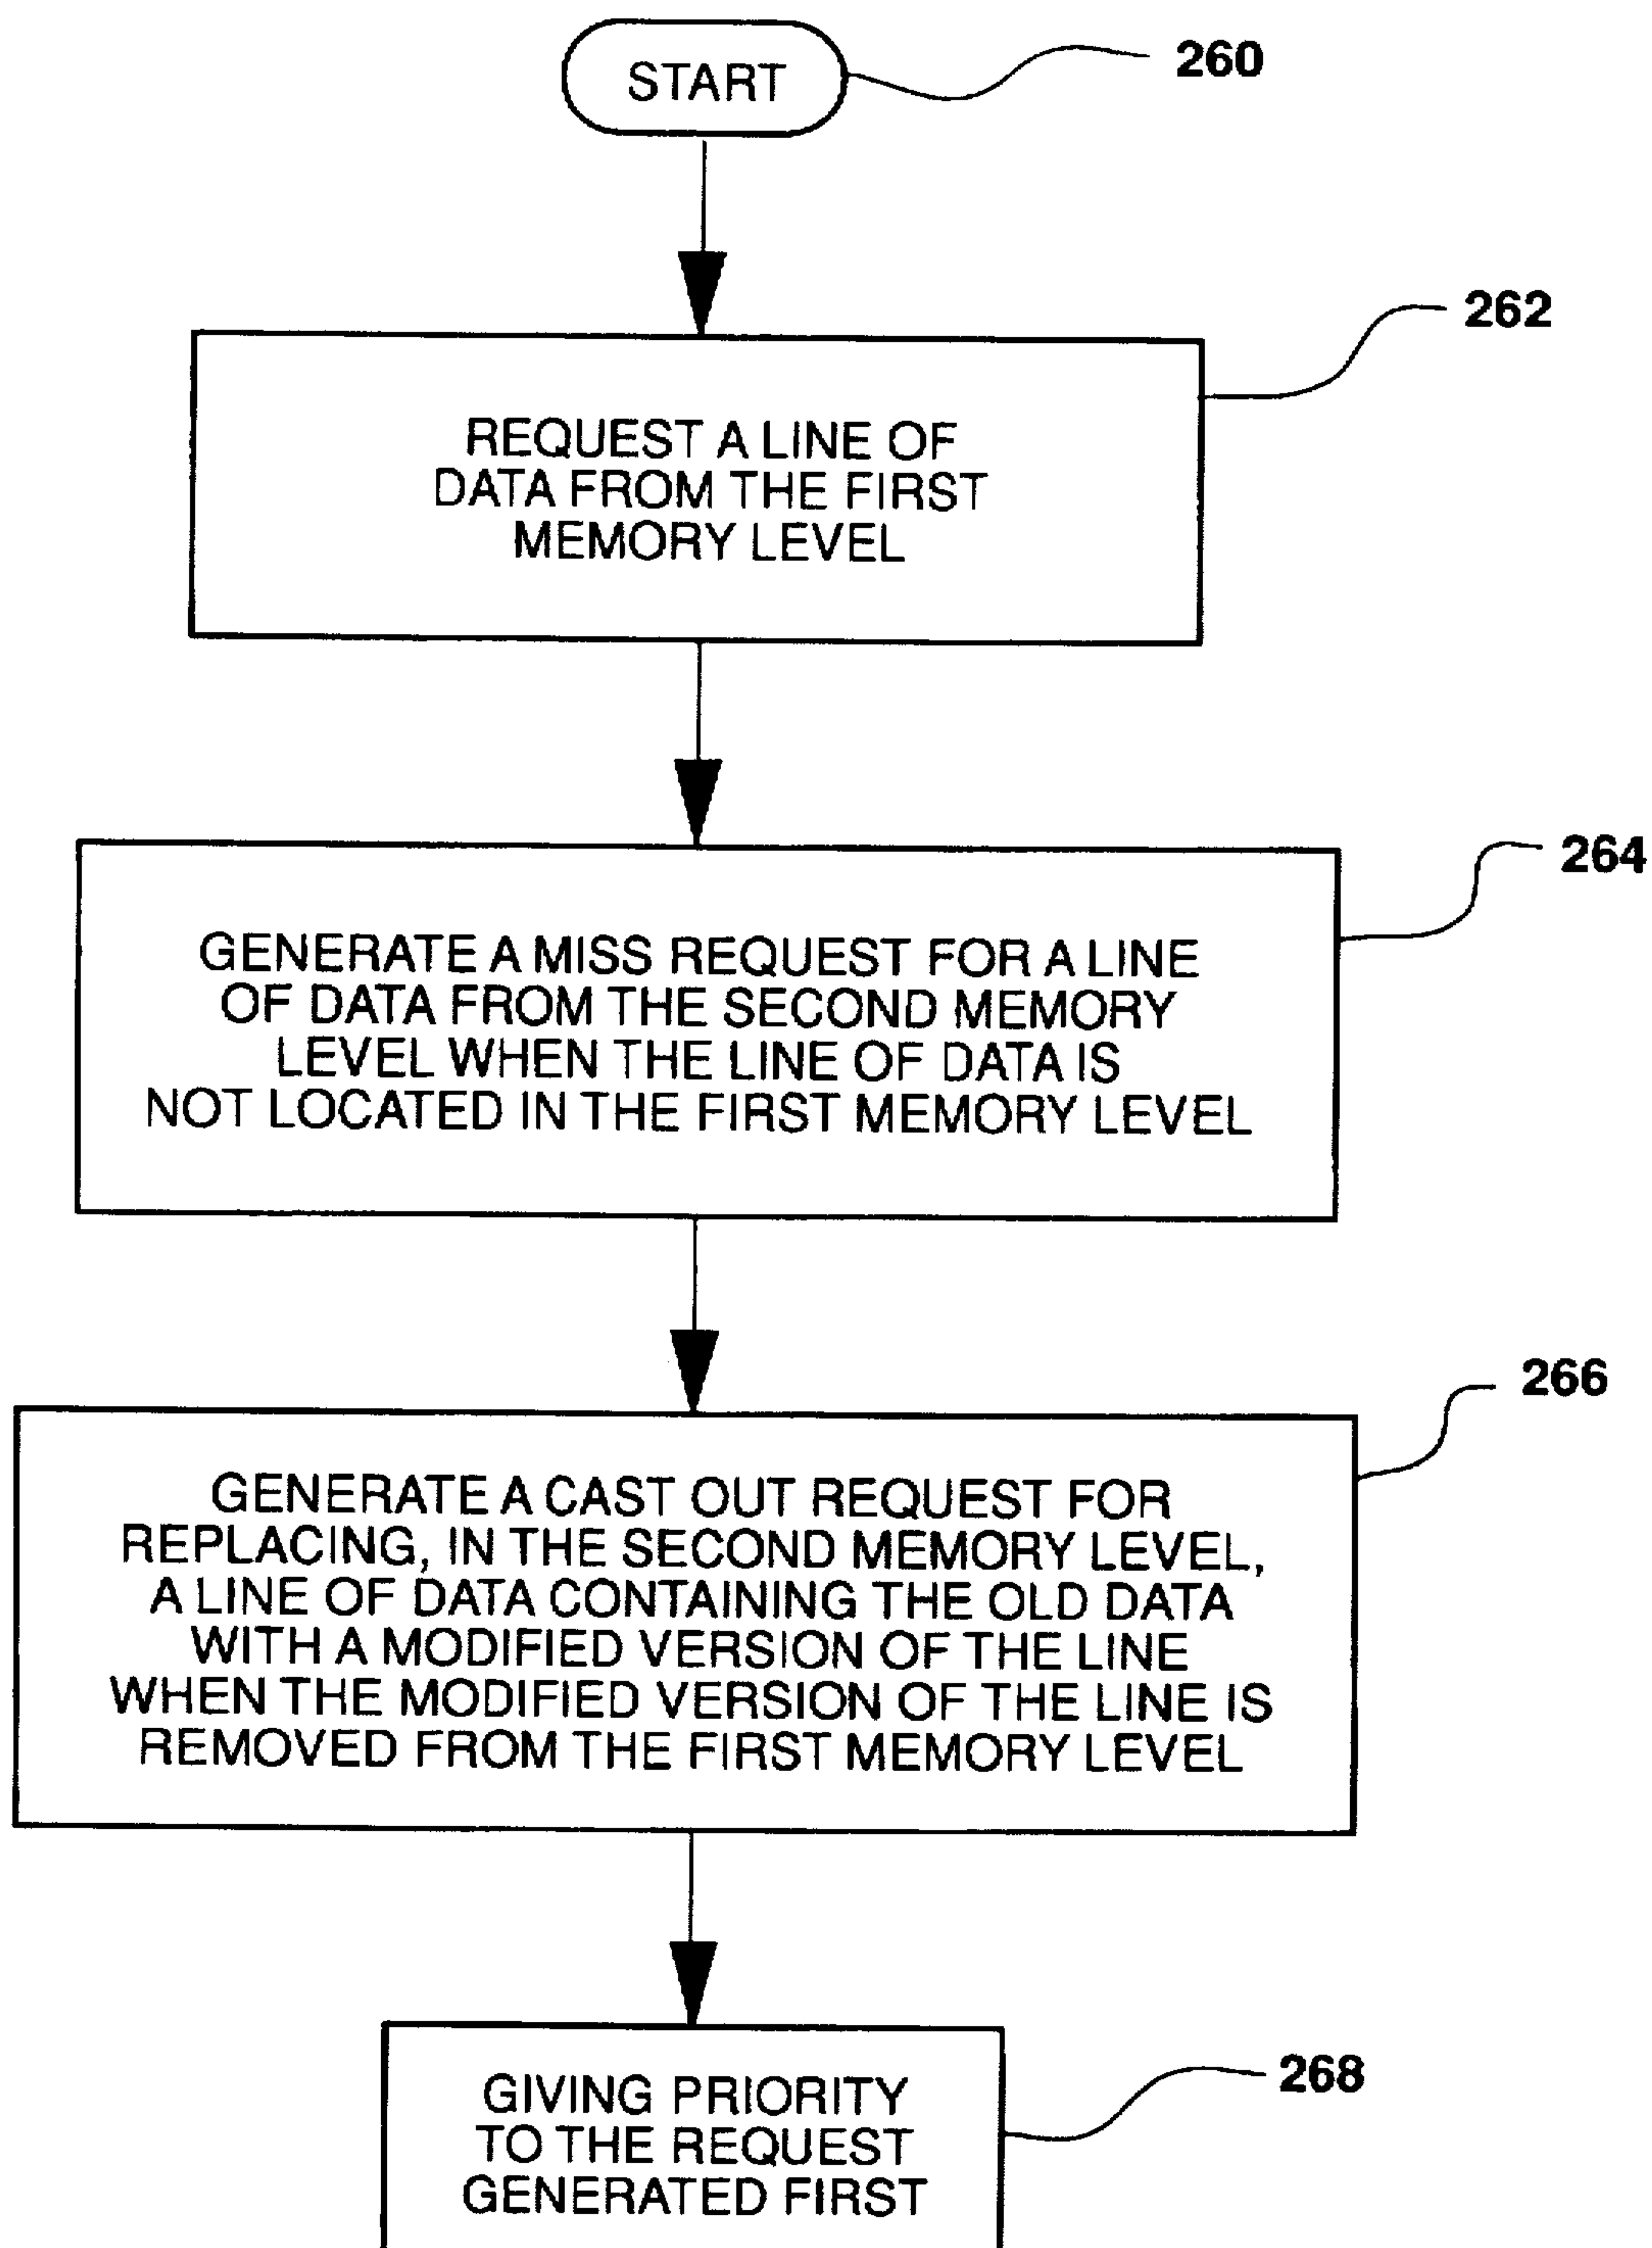 START
260
262
REQUEST A LINE OF
DATA FROM THE FIRST
MEMORY LEVEL
264
GENERATE A MISS REQUEST FOR A LINE
OF DATA FROM THE SECOND MEMORY
LEVEL WHEN THE LINE OF DATA IS
NOT LOCATED IN THE FIRST MEMORY LEVEL
266
GENERATE A CAST OUT REQUEST FOR
REPLACING, IN THE SECOND MEMORY LEVEL,
A LINE OF DATA CONTAINING THE OLD DATA
WITH A MODIFIED VERSION OF THE LINE
WHEN THE MODIFIED VERSION OF THE LINE IS
REMOVED FROM THE FIRST MEMORY LEVEL
268
GIVING PRIORITY
TO THE REQUEST
GENERATED FIRST